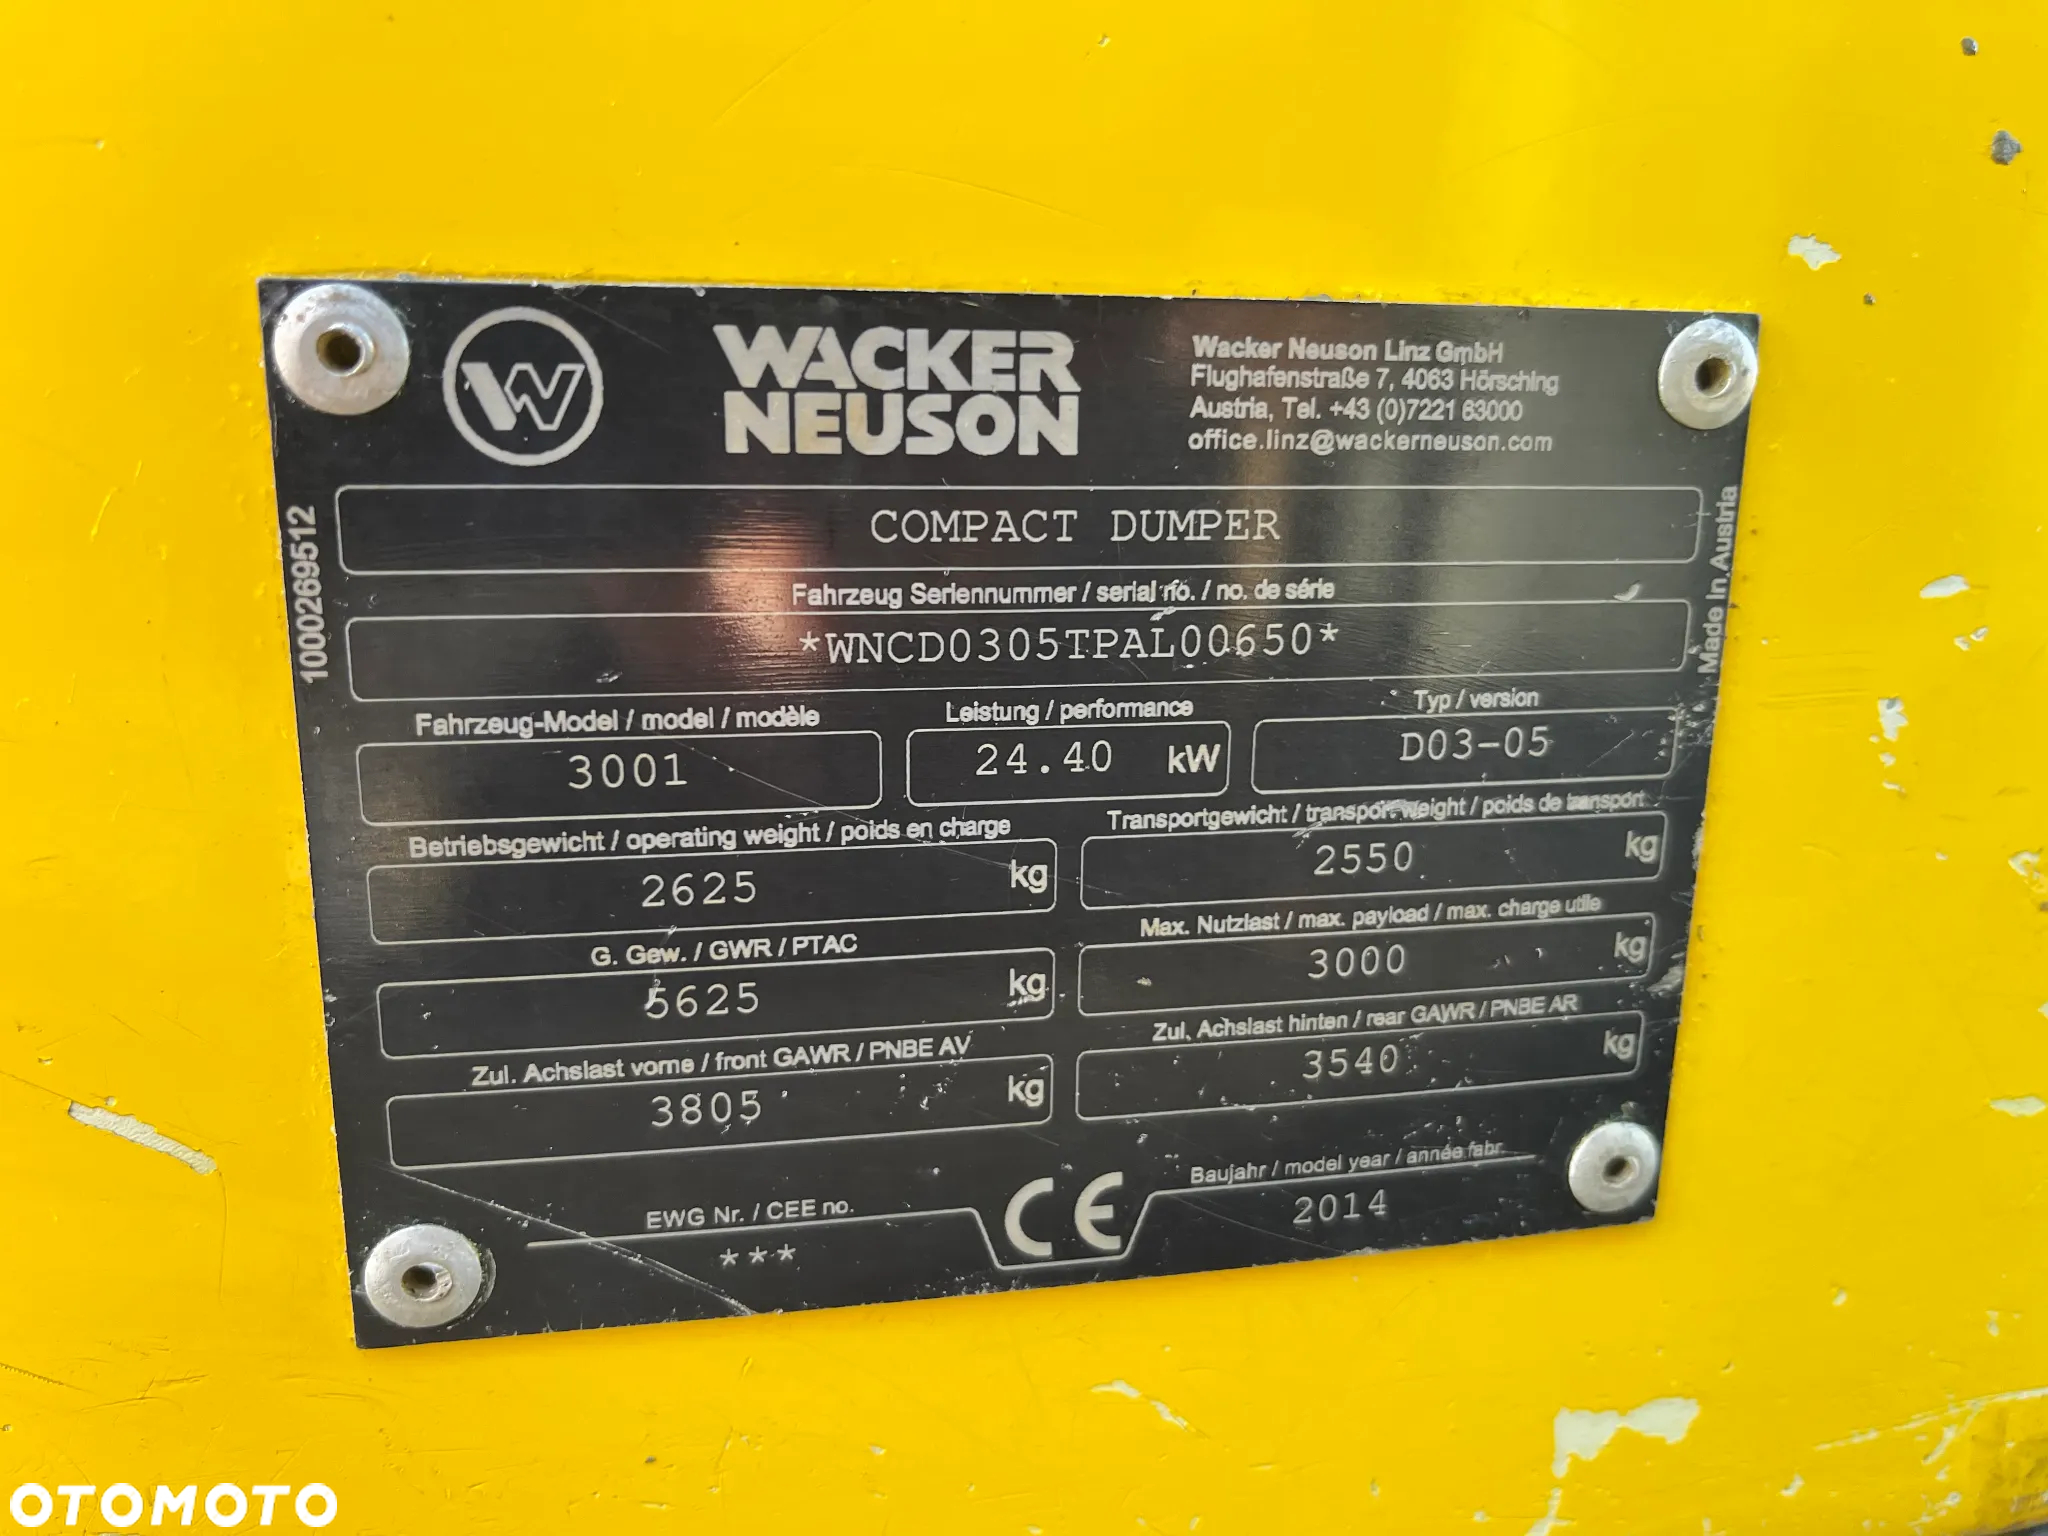 W
WACKER
NEUSON
Wacker Neuson Linz GmbH
Flughafenstraße 7, 4063 Hörsching
Austria, Tel. +43 (0)7221 63000
office.linz@wackerneuson.com
1000269512
Made in Austria
COMPACT DUMPER
Fahrzeug Seriennummer / serial no. / no. de série
*WNCD0305TPAL00650*
Fahrzeug-Model / model / modèle
3001
Leistung / performance
24.40 kW
Typ / version
D03-05
Betriebsgewicht / operating weight / poids en charge
2625 kg
Transportgewicht / transport weight / poids de transport
2550 kg
G. Gew. / GWR / PTAC
5625 kg
Max. Nutzlast / max. payload / max. charge utile
3000 kg
Zul. Achslast vorne / front GAWR / PNBE AV
3805 kg
Zul. Achslast hinten / rear GAWR / PNBE AR
3540 kg
EWG Nr. / CEE no.
***
CE
Baujahr / model year / année fabr.
2014
OTOMOTO